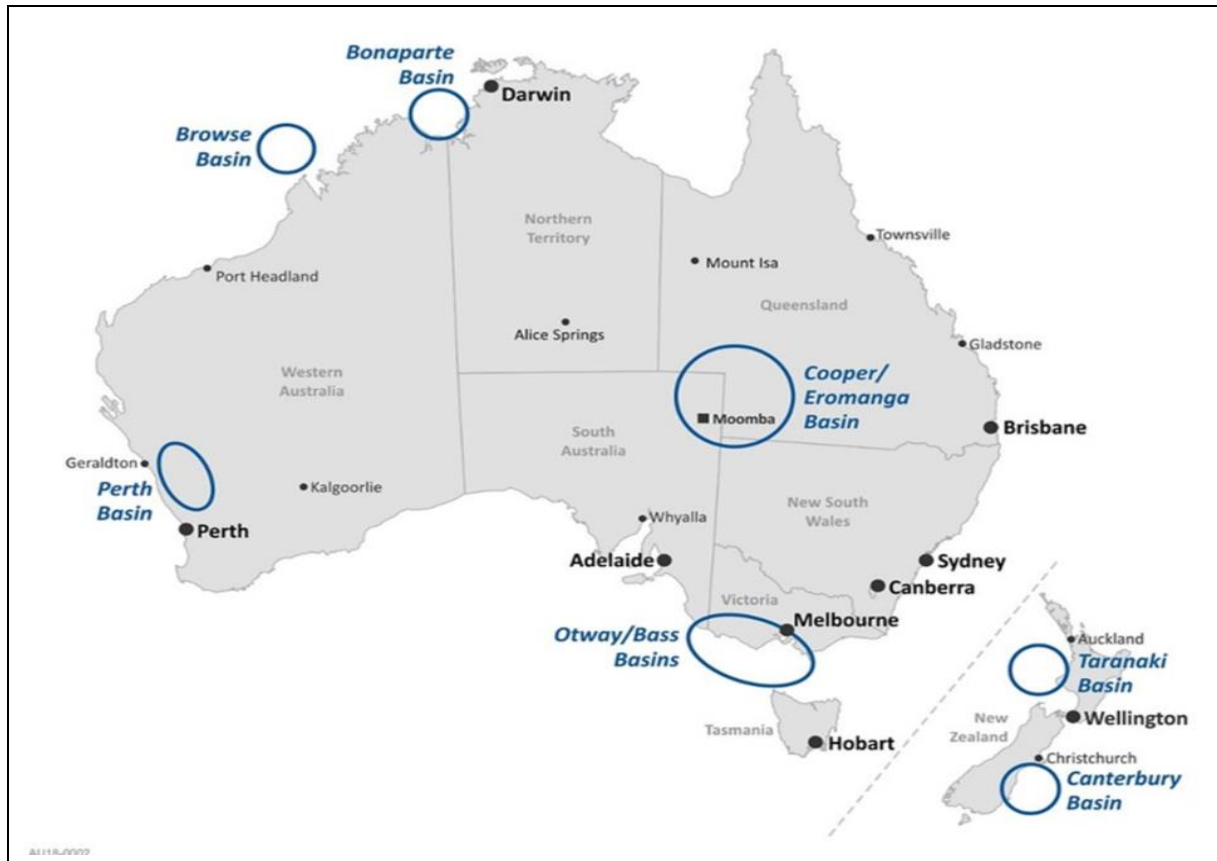 Bonaparte
Basin
Darwin
Browse
Basin
Northern
Territory
Townsville
Port Headland
Mount Isa
Queensland
Alice Springs
Gladstone
Western
Australia
Cooper/
Eromanga
Basin
Moomba
Brisbane
South
Australia
Geraldton
Perth
Basin
Kalgoorlie
New South
Wales
Whyalla
Perth
Adelaide
Sydney
Canberra
Victoria
Melbourne
Otway/Bass
Basins
Auckland
Taranaki
Basin
Tasmania
Hobart
New
Zealand
Wellington
Christchurch
Canterbury
Basin
AU18-0002